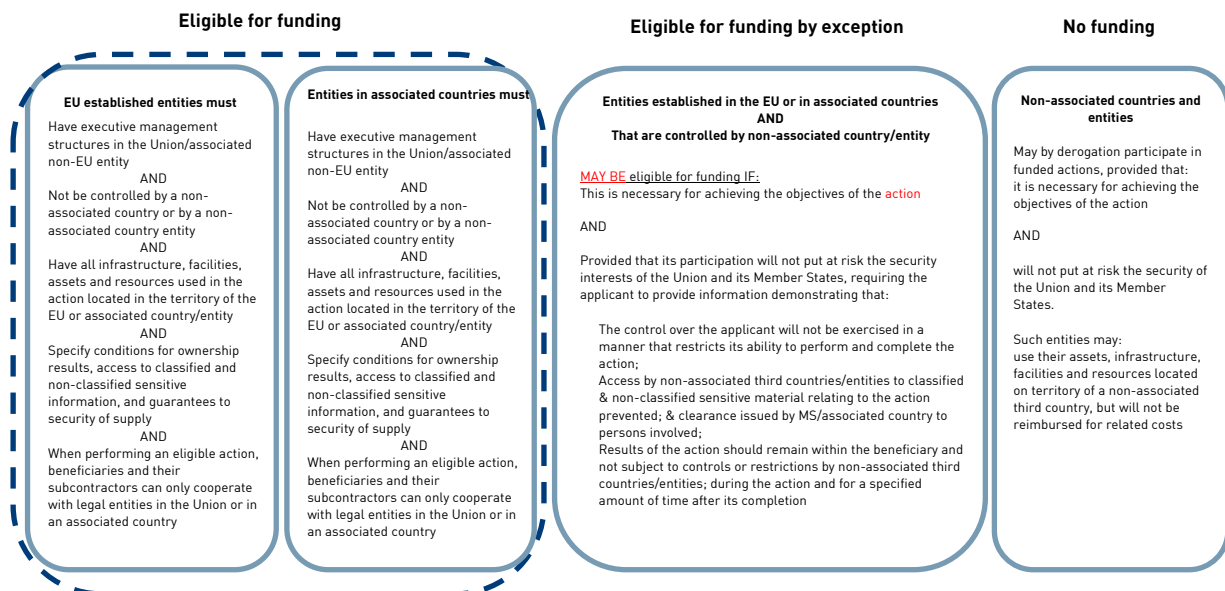 Eligible for funding
Eligible for funding by exception
No funding
EU established entities must
Have executive management
structures in the Union/associated
non-EU entity
AND
Not be controlled by a non-
associated country or by a non-
associated country entity
AND
Have all infrastructure, facilities,
assets and resources used in the
action located in the territory of the
EU or associated country/entity
AND
Specify conditions for ownership
results, access to classified and
non-classified sensitive
information, and guarantees to
security of supply
AND
When performing an eligible action,
beneficiaries and their
subcontractors can only cooperate
with legal entities in the Union or in
an associated country
Entities in associated countries must
Have executive management
structures in the Union/associated
non-EU entity
AND
Not be controlled by a non-
associated country or by a non-
associated country entity
AND
Have all infrastructure, facilities,
assets and resources used in the
action located in the territory of the
EU or associated country/entity
AND
Specify conditions for ownership
results, access to classified and
non-classified sensitive
information, and guarantees to
security of supply
AND
When performing an eligible action,
beneficiaries and their
subcontractors can only cooperate
with legal entities in the Union or in
an associated country
Entities established in the EU or in associated countries
AND
That are controlled by non-associated country/entity
MAY BE eligible for funding IF:
This is necessary for achieving the objectives of the action
AND
Provided that its participation will not put at risk the security
interests of the Union and its Member States, requiring the
applicant to provide information demonstrating that:
The control over the applicant will not be exercised in a
manner that restricts its ability to perform and complete the
action;
Access by non-associated third countries/entities to classified
& non-classified sensitive material relating to the action
prevented; & clearance issued by MS/associated country to
persons involved;
Results of the action should remain within the beneficiary and
not subject to controls or restrictions by non-associated third
countries/entities; during the action and for a specified
amount of time after its completion
Non-associated countries and
entities
May by derogation participate in
funded actions, provided that:
it is necessary for achieving the
objectives of the action
AND
will not put at risk the security of
the Union and its Member
States.
Such entities may:
use their assets, infrastructure,
facilities and resources located
on territory of a non-associated
third country, but will not be
reimbursed for related costs